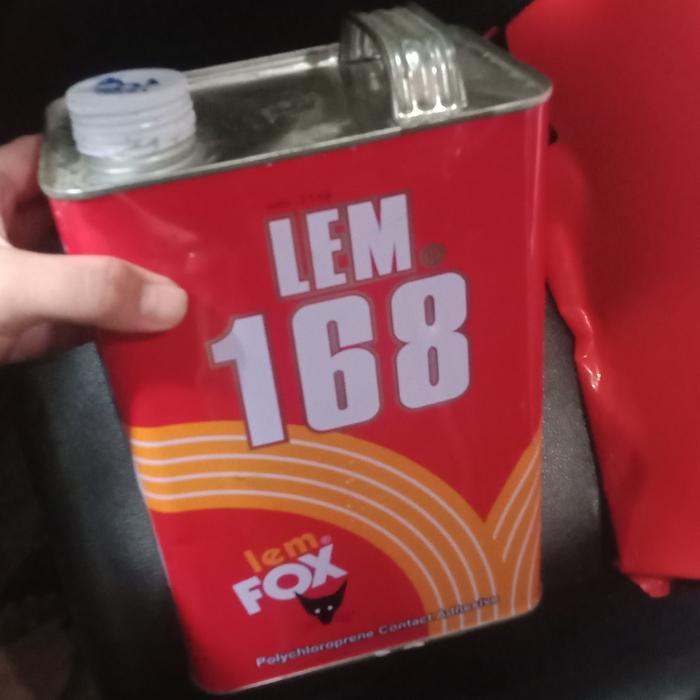 LEM®
168
lem®
FOX
Polychloroprene Contact Adhesive